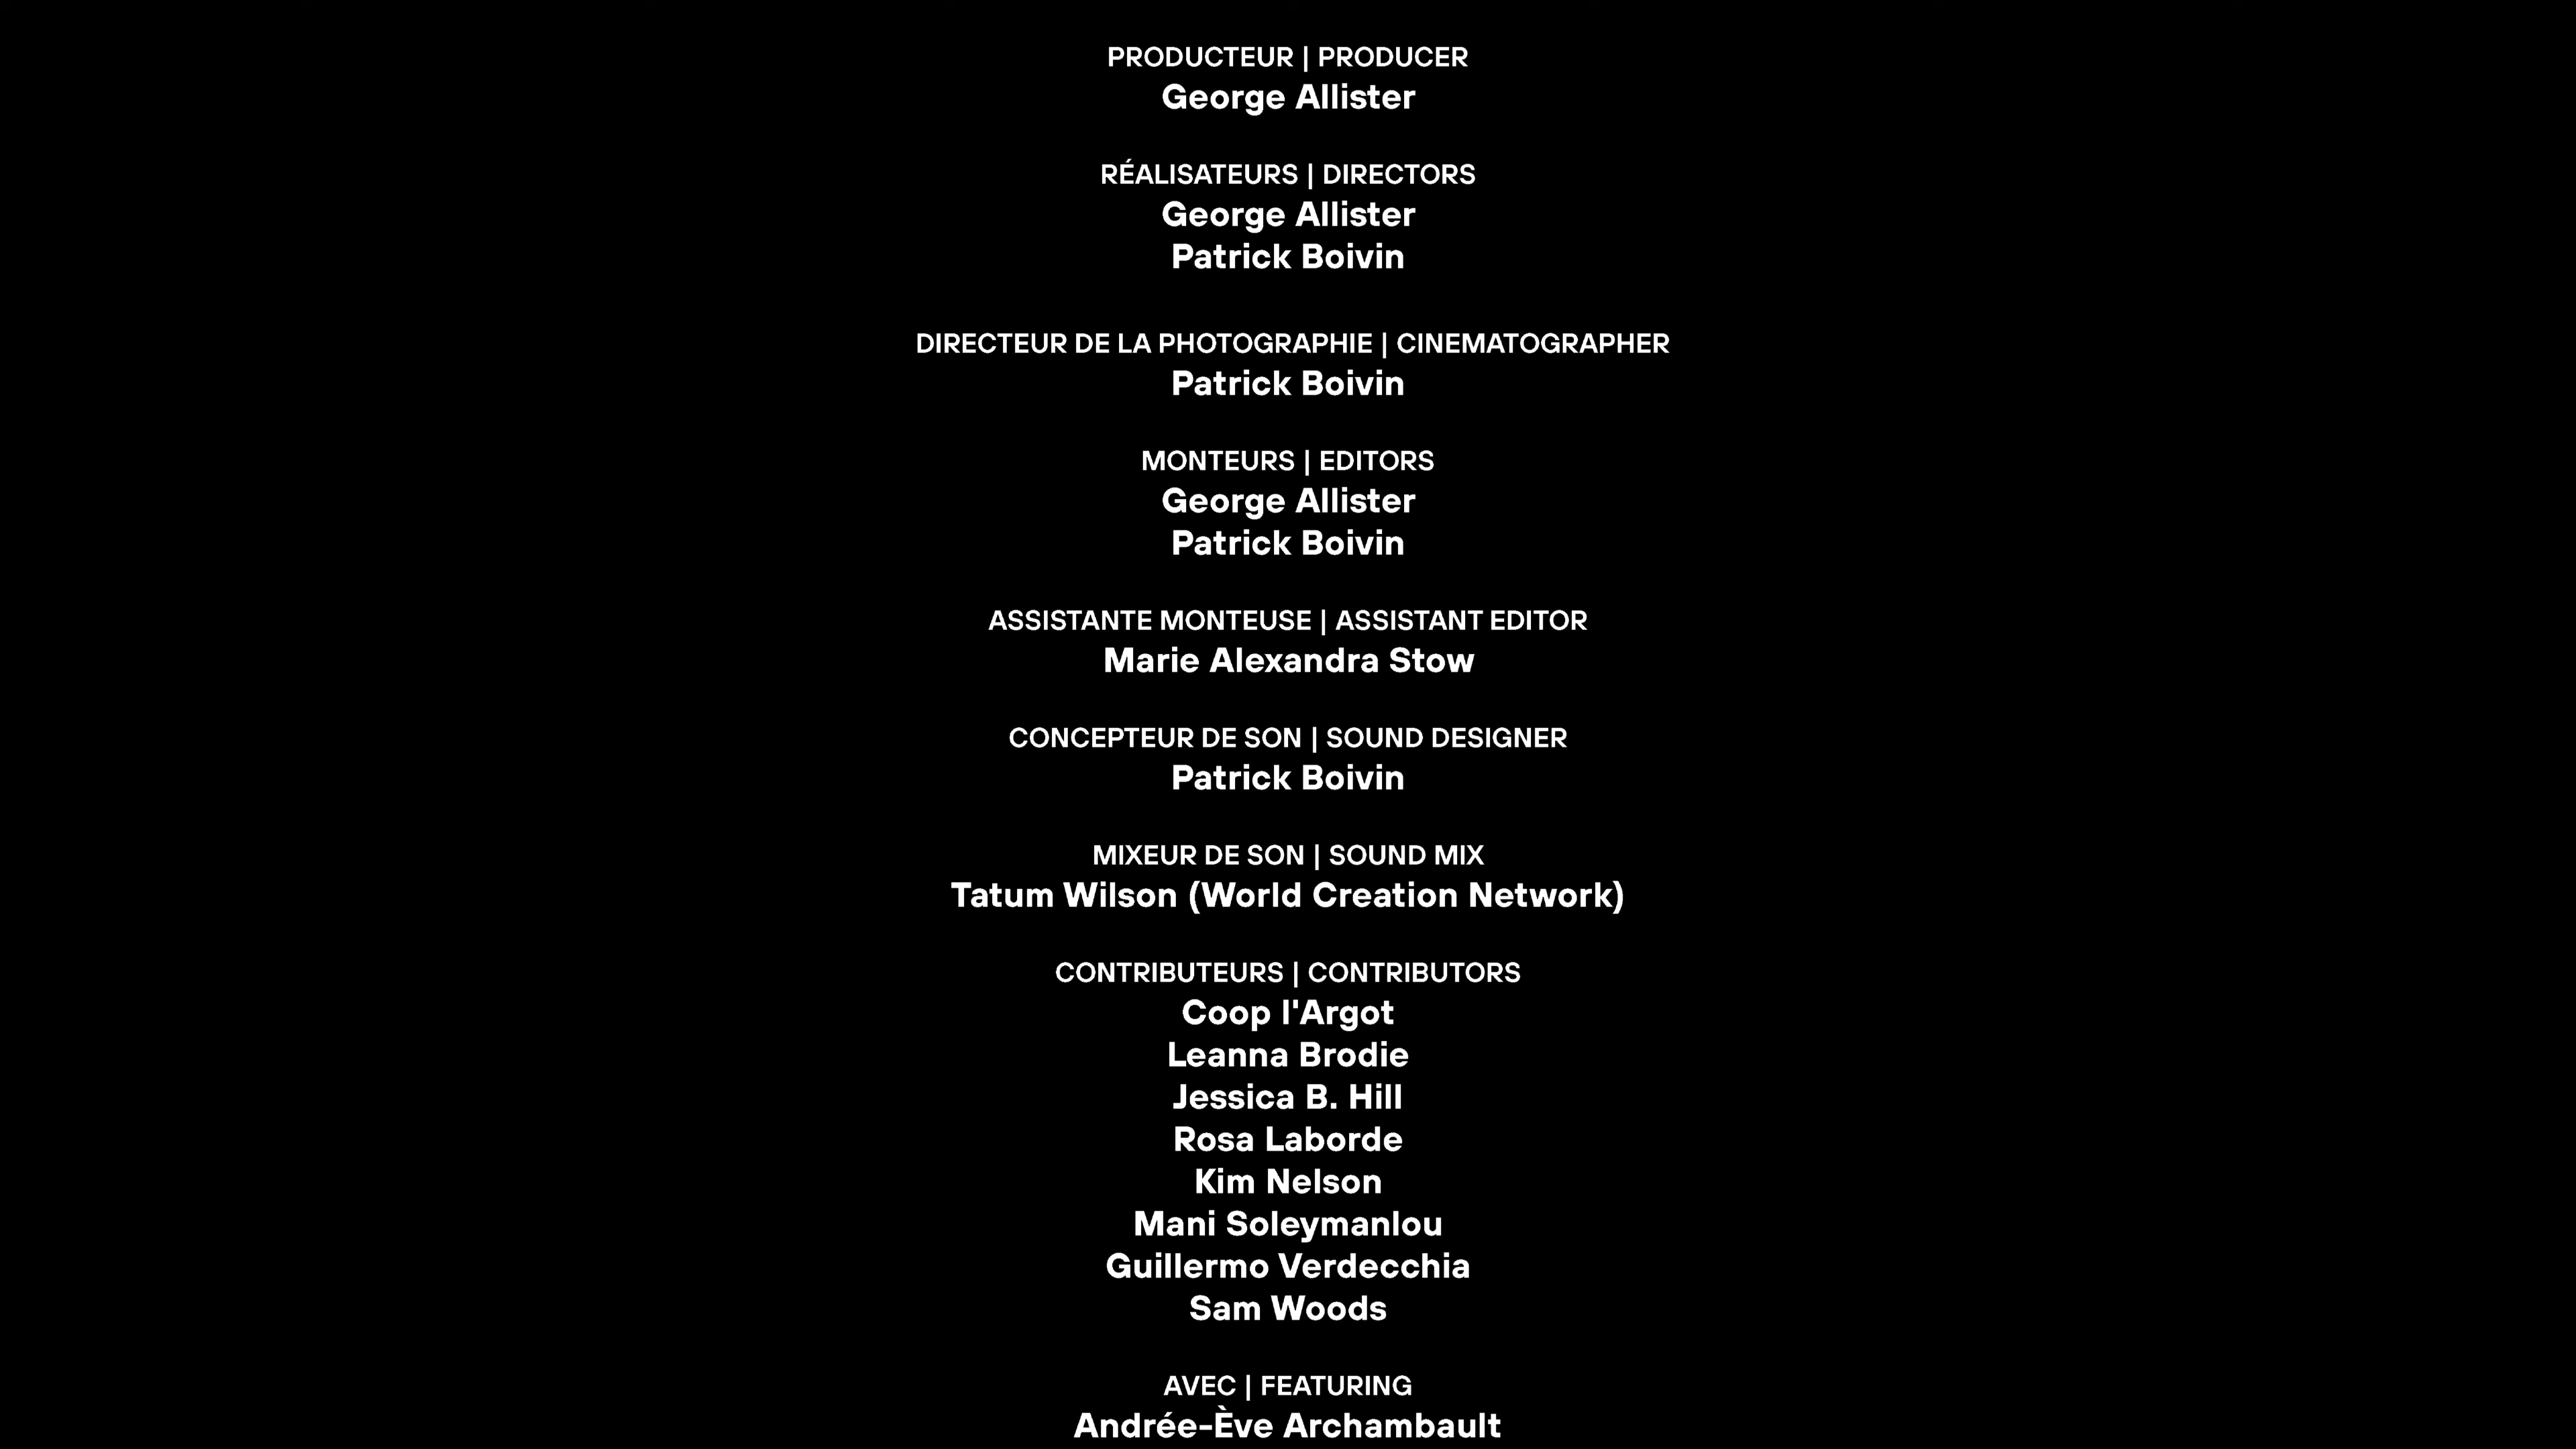 PRODUCTEUR | PRODUCER
George Allister
RÉALISATEURS | DIRECTORS
George Allister
Patrick Boivin
DIRECTEUR DE LA PHOTOGRAPHIE | CINEMATOGRAPHER
Patrick Boivin
MONTEURS | EDITORS
George Allister
Patrick Boivin
ASSISTANTE MONTEUSE | ASSISTANT EDITOR
Marie Alexandra Stow
CONCEPTEUR DE SON | SOUND DESIGNER
Patrick Boivin
MIXEUR DE SON | SOUND MIX
Tatum Wilson (World Creation Network)
CONTRIBUTEURS | CONTRIBUTORS
Coop l'Argot
Leanna Brodie
Jessica B. Hill
Rosa Laborde
Kim Nelson
Mani Soleymanlou
Guillermo Verdecchia
Sam Woods
AVEC | FEATURING
Andrée-Ève Archambault